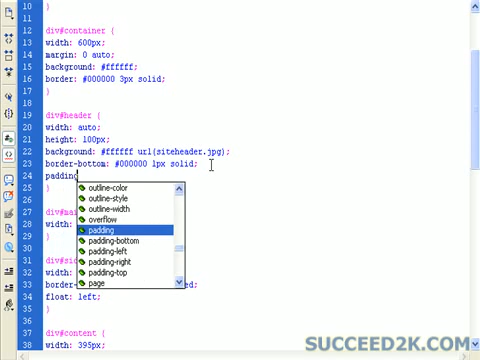 10 }
11
12 div#container {
13 width: 600px;
14 margin: 0 auto;
15 background: #ffffff;
16 border: #000000 3px solid;
17 }
18
19 div#header {
20 width: auto;
21 height: 100px;
22 background: #ffffff url(siteheader.jpg);
23 border-bottom: #000000 1px solid;
24 padding
25 }
outline-color
outline-style
outline-width
overflow
padding
padding-bottom
padding-left
padding-right
padding-top
page
26
27 div#mai
28 width:
29 }
30
31 div#si
32 width:
33 border- ed
34 float: left;
35 }
36
37 div#content {
38 width: 395px;
SUCCEED2K.COM